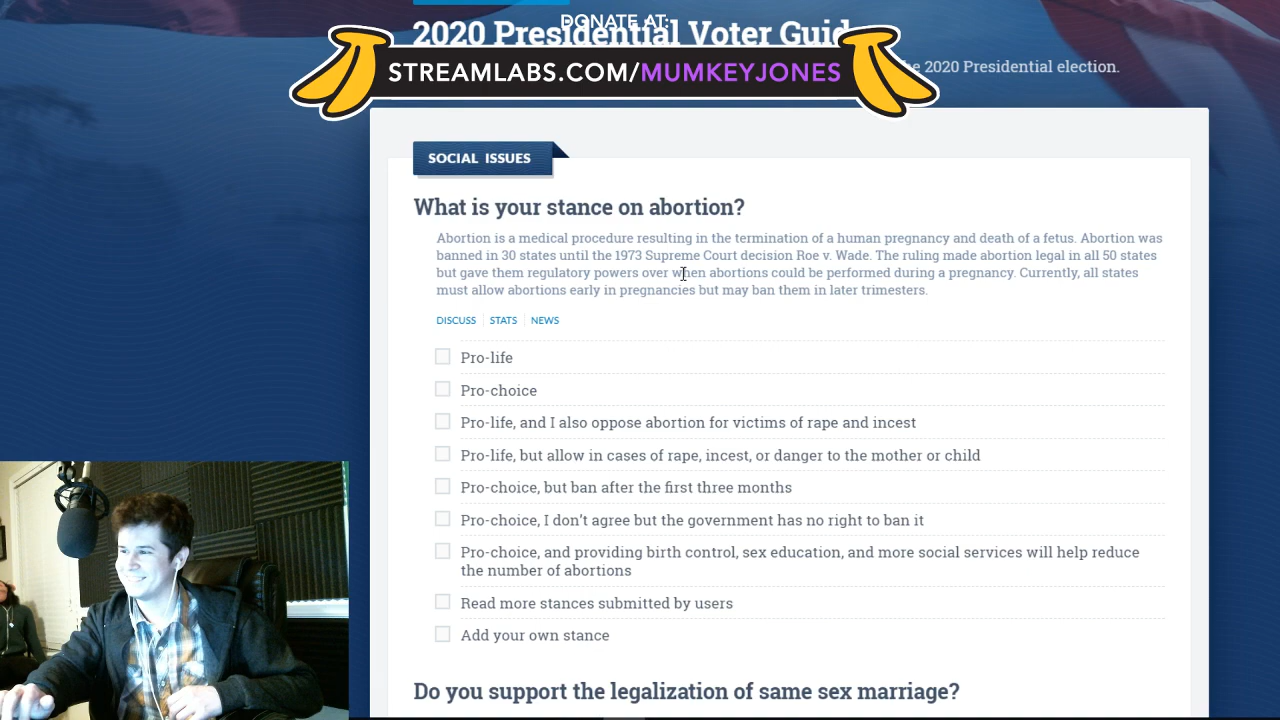 DONATE AT:
2020 Presidential Voter Guid
STREAMLABS.COM/MUMKEYJONES
he 2020 Presidential election.
SOCIAL ISSUES
What is your stance on abortion?
Abortion is a medical procedure resulting in the termination of a human pregnancy and death of a fetus. Abortion was
banned in 30 states until the 1973 Supreme Court decision Roe v. Wade. The ruling made abortion legal in all 50 states
but gave them regulatory powers over when abortions could be performed during a pregnancy. Currently, all states
must allow abortions early in pregnancies but may ban them in later trimesters.
DISCUSS STATS NEWS
Pro-life
Pro-choice
Pro-life, and I also oppose abortion for victims of rape and incest
Pro-life, but allow in cases of rape, incest, or danger to the mother or child
Pro-choice, but ban after the first three months
Pro-choice, I don’t agree but the government has no right to ban it
Pro-choice, and providing birth control, sex education, and more social services will help reduce
the number of abortions
Read more stances submitted by users
Add your own stance
Do you support the legalization of same sex marriage?